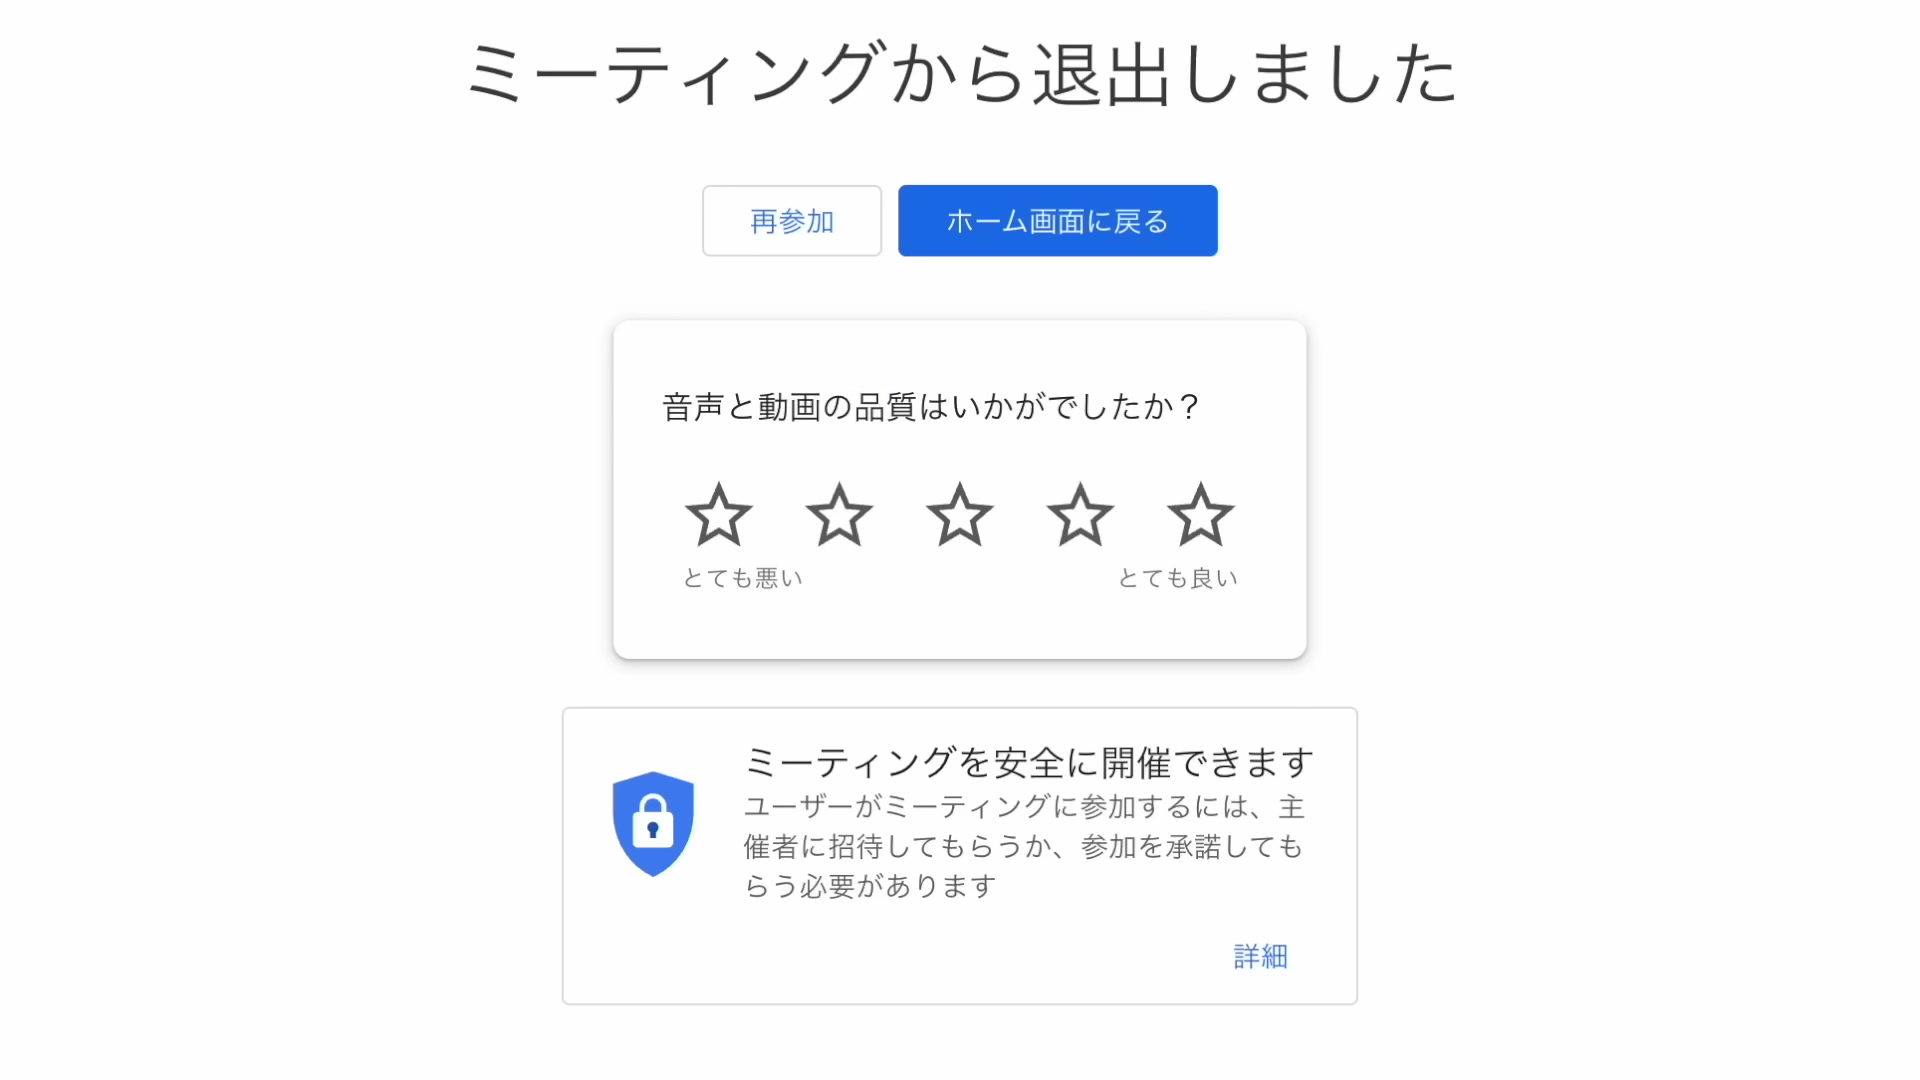 ミーティングから退出しました
再参加
ホーム画面に戻る
音声と動画の品質はいかがでしたか？
とても悪い
とても良い
ミーティングを安全に開催できます
ユーザーがミーティングに参加するには、主
催者に招待してもらうか、参加を承諾しても
らう必要があります
詳細